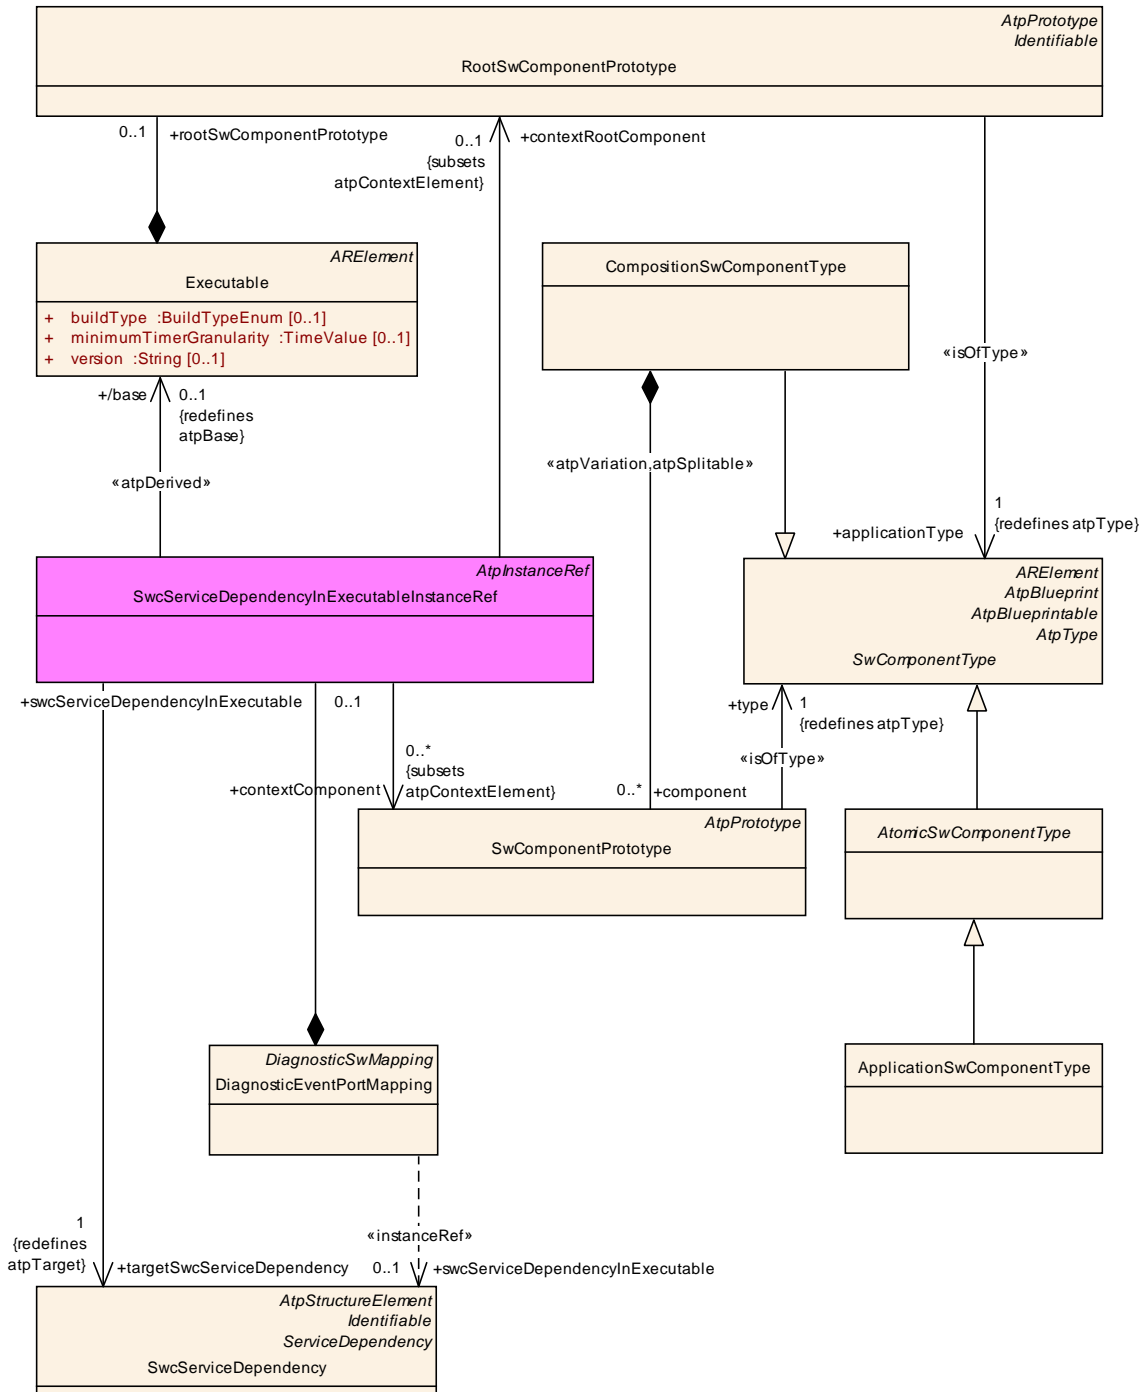 AtpPrototype
Identifiable
RootSwComponentPrototype
0..1
+rootSwComponentPrototype
0..1
{subsets
atpContextElement}
+contextRootComponent
ARElement
Executable
+ buildType :BuildTypeEnum [0..1]
+ minimumTimerGranularity :TimeValue [0..1]
+ version :String [0..1]
CompositionSwComponentType
«isOfType»
+/base
0..1
{redefines
atpBase}
«atpDerived»
«atpVariation,atpSplitable»
+applicationType
1
{redefines atpType}
AtpInstanceRef
SwcServiceDependencyInExecutableInstanceRef
ARElement
AtpBlueprint
AtpBlueprintable
AtpType
SwComponentType
+swcServiceDependencyInExecutable
0..1
+type
1
{redefines atpType}
«isOfType»
0..*
{subsets
atpContextElement}
+contextComponent
0..*
+component
AtpPrototype
SwComponentPrototype
AtomicSwComponentType
DiagnosticSwMapping
DiagnosticEventPortMapping
ApplicationSwComponentType
1
{redefines
atpTarget}
+targetSwcServiceDependency
«instanceRef»
0..1
+swcServiceDependencyInExecutable
AtpStructureElement
Identifiable
ServiceDependency
SwcServiceDependency